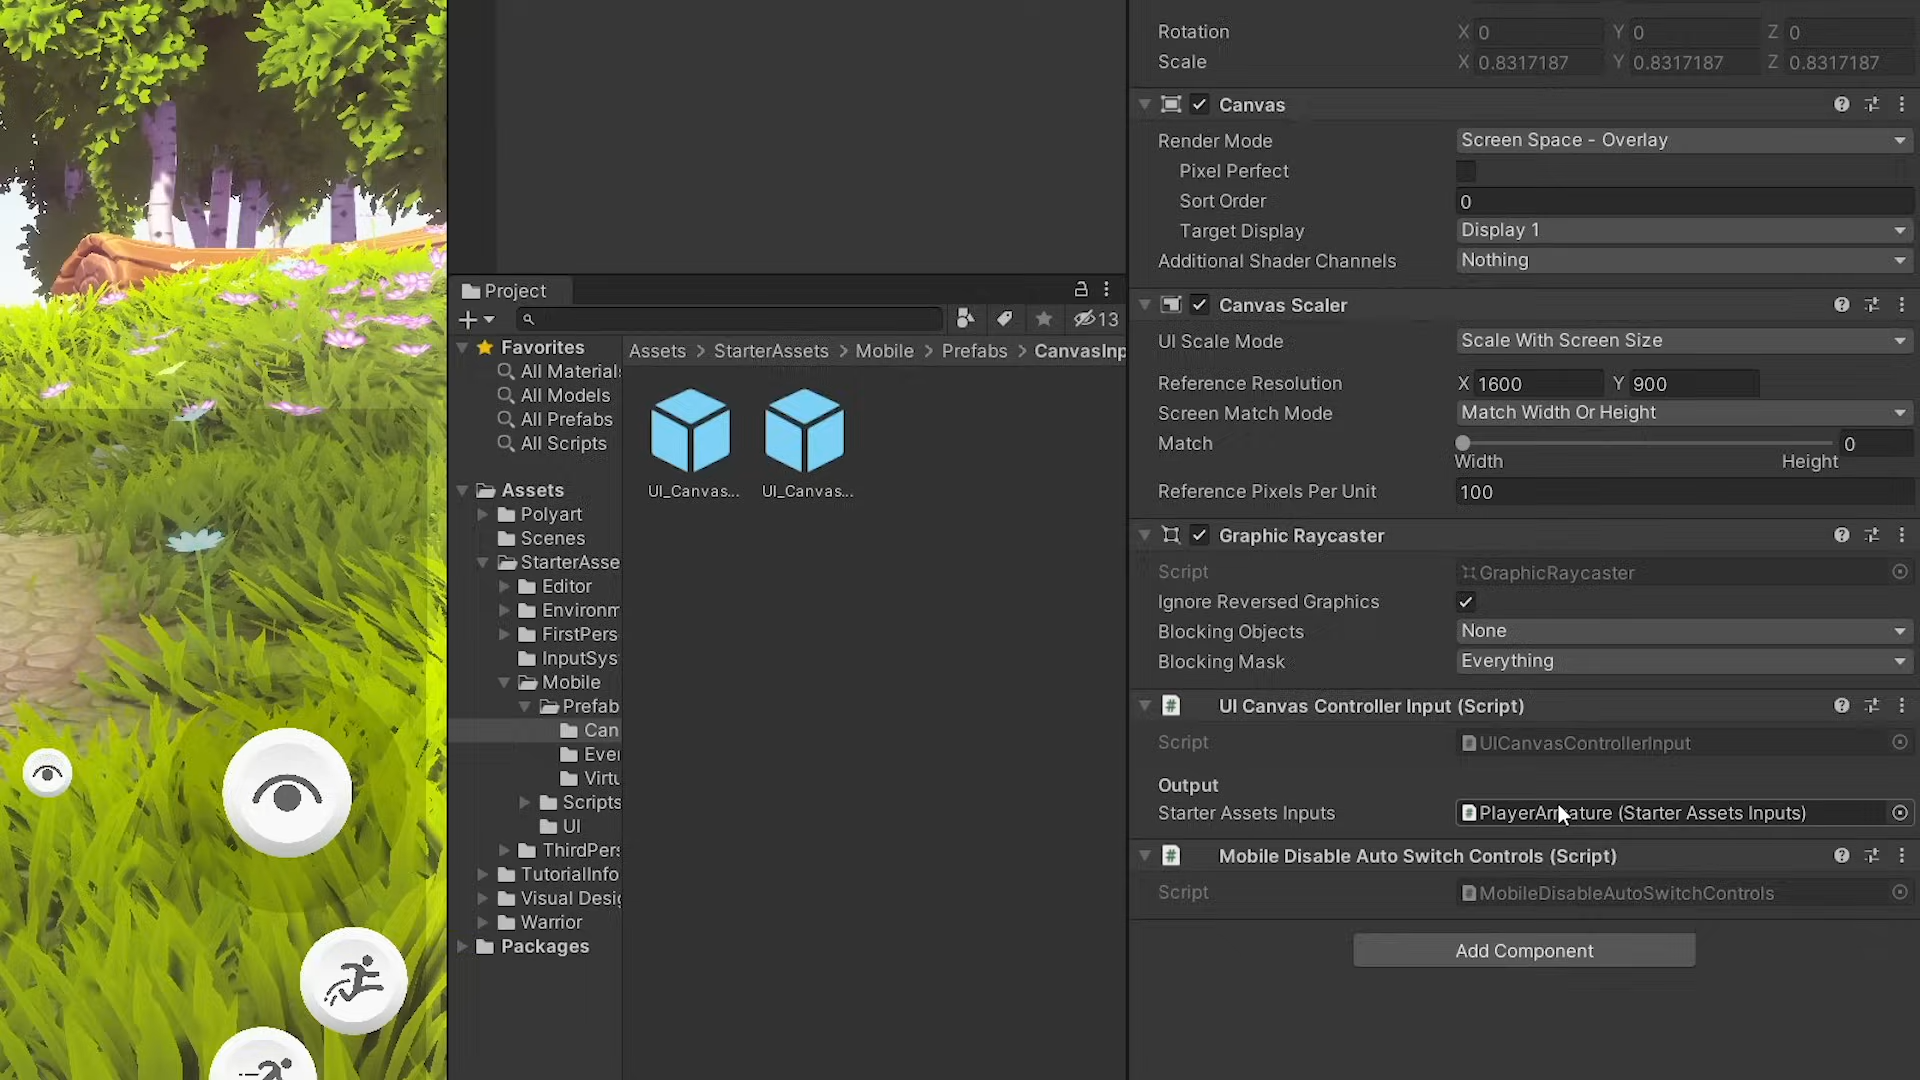 Rotation X 0 Y 0 Z 0
Scale X 0.8317187 Y 0.8317187 Z 0.8317187
Canvas
Render Mode Screen Space - Overlay
Pixel Perfect
Sort Order 0
Target Display Display 1
Additional Shader Channels Nothing
Canvas Scaler
UI Scale Mode Scale With Screen Size
Reference Resolution X 1600 Y 900
Screen Match Mode Match Width Or Height
Match 0
Width Height
Reference Pixels Per Unit 100
Graphic Raycaster
Script GraphicRaycaster
Ignore Reversed Graphics
Blocking Objects None
Blocking Mask Everything
UI Canvas Controller Input (Script)
Script UICanvasControllerInput
Output
Starter Assets Inputs PlayerArmature (Starter Assets Inputs)
Mobile Disable Auto Switch Controls (Script)
Script MobileDisableAutoSwitchControls
Add Component
Project
13
Favorites
All Materials
All Models
All Prefabs
All Scripts
Assets
Polyart
Scenes
StarterAsse
Editor
Environm
FirstPers
InputSys
Mobile
Prefab
Can
Ever
Virtu
Scripts
UI
ThirdPers
TutorialInfo
Visual Desig
Warrior
Packages
Assets > StarterAssets > Mobile > Prefabs > CanvasInp
UI_Canvas... UI_Canvas...